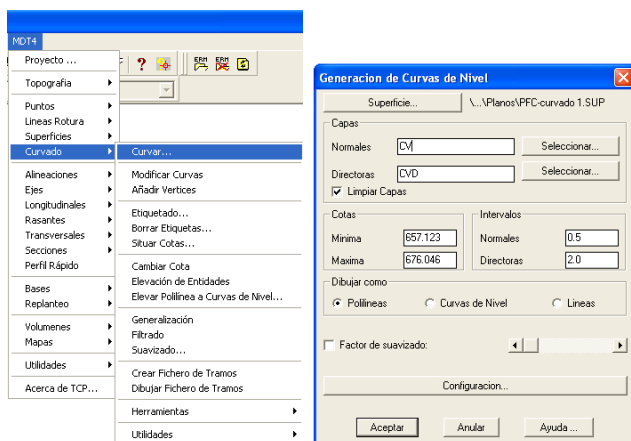 MDT4
Proyecto ...
Topografia
Puntos
Lineas Rotura
Superficies
Curvado
Alineaciones
Ejes
Longitudinales
Rasantes
Transversales
Secciones
Perfil Rápido
Bases
Replanteo
Volumenes
Mapas
Utilidades
Acerca de TCP...
?
ERM
ERM
Curvar...
Modificar Curvas
Añadir Vertices
Etiquetado...
Borrar Etiquetas...
Situar Cotas...
Cambiar Cota
Elevación de Entidades
Elevar Polilínea a Curvas de Nivel...
Generalización
Filtrado
Suavizado...
Crear Fichero de Tramos
Dibujar Fichero de Tramos
Herramientas
Utilidades
Generacion de Curvas de Nivel
Superficie...
\...\Planos\PFC-curvado 1.SUP
Capas
Normales
CV
Seleccionar...
Directoras
CVD
Seleccionar...
Limpiar Capas
Cotas
Minima
657.123
Maxima
676.046
Intervalos
Normales
0.5
Directoras
2.0
Dibujar como
Polilineas
Curvas de Nivel
Lineas
Factor de suavizado:
Configuracion...
Aceptar
Anular
Ayuda ...